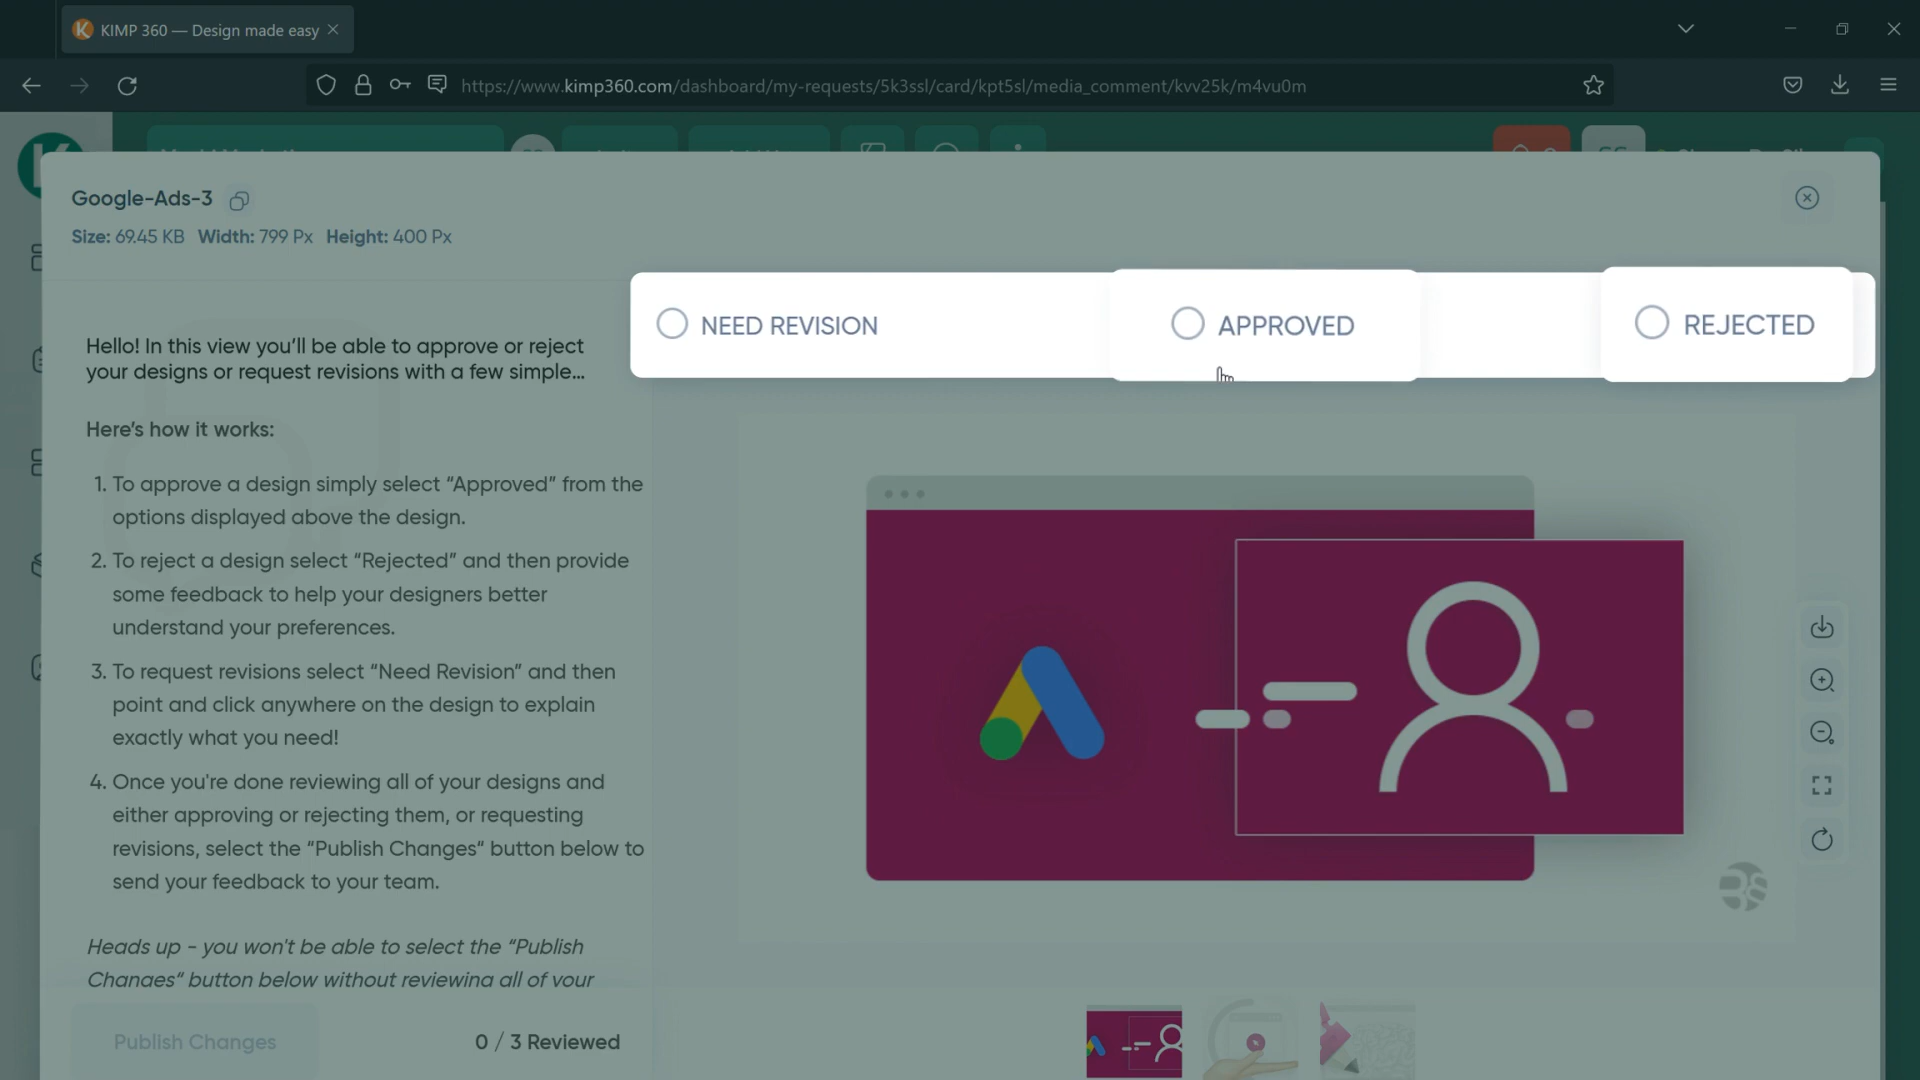 KIMP 360 — Design made easy
https://www.kimp360.com/dashboard/my-requests/5k3ssl/card/kpt5sl/media_comment/kvv25k/m4vu0m
Google-Ads-3
Size: 69.45 KB Width: 799 Px Height: 400 Px
NEED REVISION
APPROVED
REJECTED
Hello! In this view you’ll be able to approve or reject
your designs or request revisions with a few simple...
Here’s how it works:
1. To approve a design simply select “Approved” from the
options displayed above the design.
2. To reject a design select “Rejected” and then provide
some feedback to help your designers better
understand your preferences.
3. To request revisions select “Need Revision” and then
point and click anywhere on the design to explain
exactly what you need!
4. Once you're done reviewing all of your designs and
either approving or rejecting them, or requesting
revisions, select the “Publish Changes“ button below to
send your feedback to your team.
Heads up - you won't be able to select the “Publish
Changes“ button below without reviewing all of your
Publish Changes
0 / 3 Reviewed